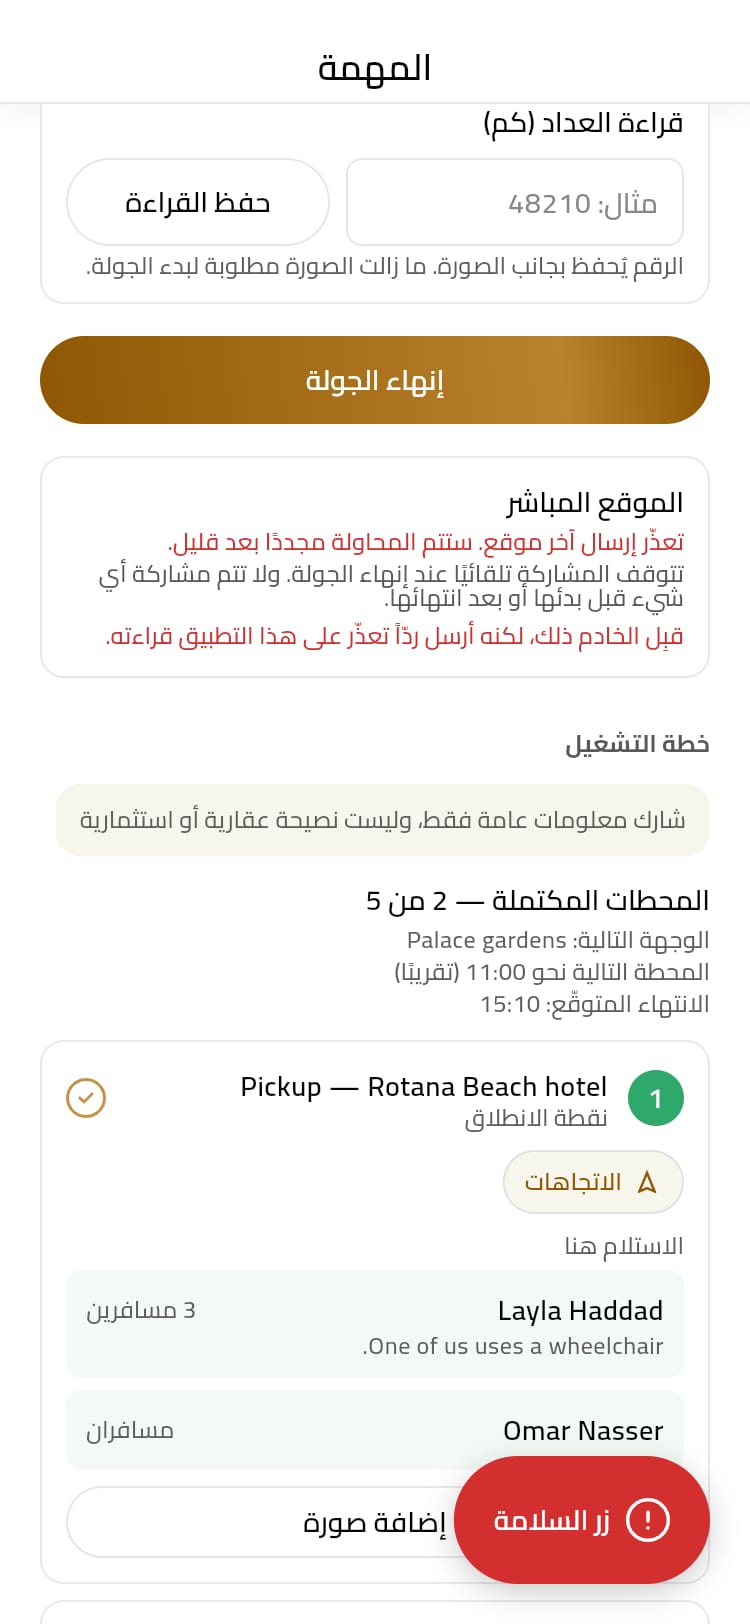 المهمة
قراءة العداد (كم)
مثال: 48210
حفظ القراءة
الرقم يُحفظ بجانب الصورة. ما زالت الصورة مطلوبة لبدء الجولة.
إنهاء الجولة
الموقع المباشر
تعذّر إرسال آخر موقع. ستتم المحاولة مجددًا بعد قليل.
تتوقف المشاركة تلقائيًا عند إنهاء الجولة. ولا تتم مشاركة أي
شيء قبل بدئها أو بعد انتهائها.
قبِل الخادم ذلك، لكنه أرسل ردّاً تعذّر على هذا التطبيق قراءته.
خطة التشغيل
شارك معلومات عامة فقط، وليست نصيحة عقارية أو استثمارية
المحطات المكتملة — 2 من 5
الوجهة التالية: Palace gardens
المحطة التالية نحو 11:00 (تقريبًا)
الانتهاء المتوقّع: 15:10
1
Pickup — Rotana Beach hotel
نقطة الانطلاق
الاتجاهات
الاستلام هنا
Layla Haddad
3 مسافرين
One of us uses a wheelchair.
Omar Nasser
مسافران
إضافة صورة
زر السلامة